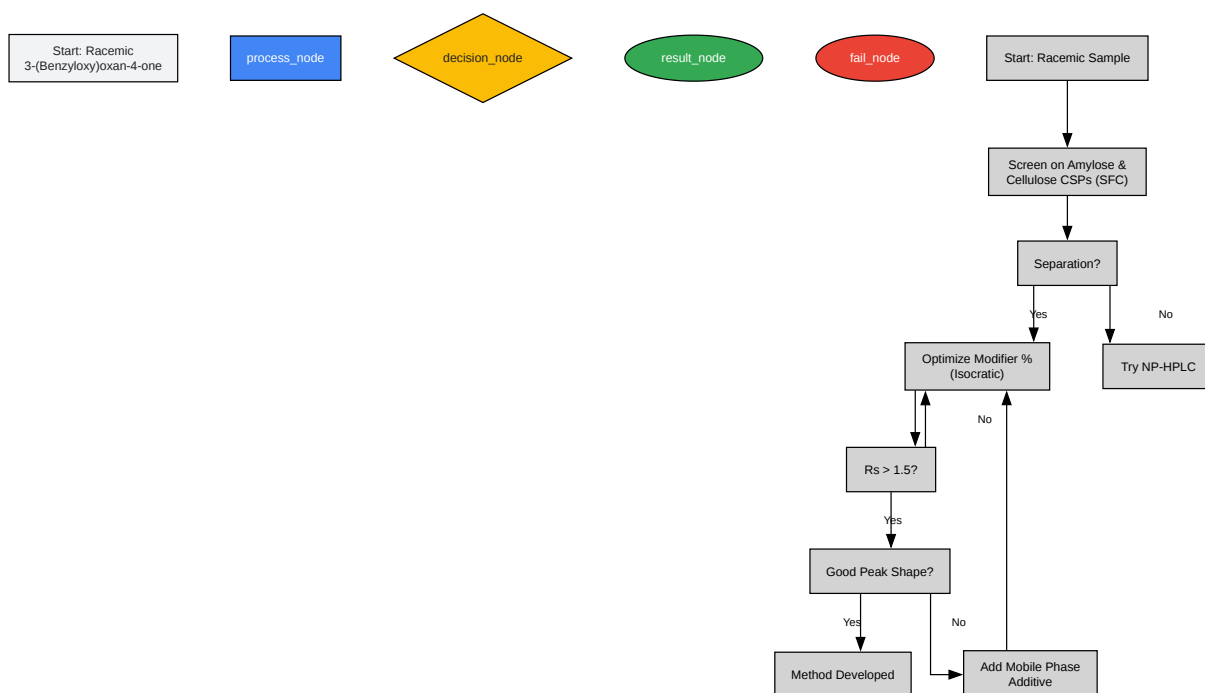 Start: Racemic
3-(Benzyloxy)oxan-4-one
process_node
decision_node
result_node
fail_node
Start: Racemic Sample
Screen on Amylose &
Cellulose CSPs (SFC)
Separation?
Yes
No
Optimize Modifier %
(Isocratic)
Try NP-HPLC
No
Rs > 1.5?
Yes
Good Peak Shape?
Yes
No
Method Developed
Add Mobile Phase
Additive